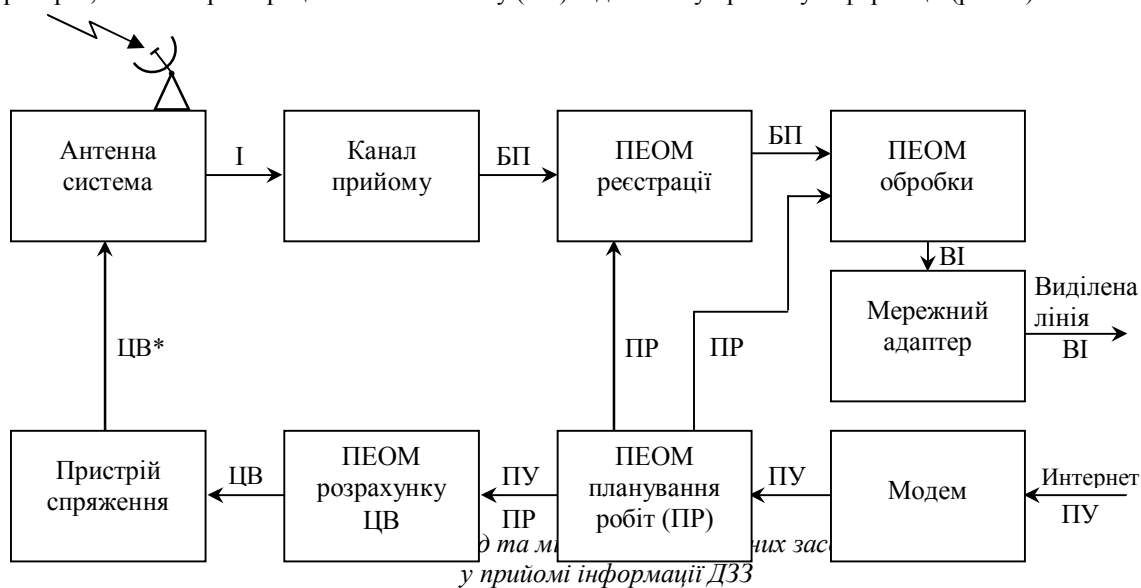 Антенна
система
І
Канал
прийому
БП
ПЕОМ
реєстрації
БП
ПЕОМ
обробки
ВІ
Мережний
адаптер
Виділена
лінія
ВІ
ЦВ*
ПР
ПР
Пристрій
спряження
ЦВ
ПЕОМ
розрахунку
ЦВ
ПУ
ПР
ПЕОМ
планування
робіт (ПР)
ПУ
Модем
Интернет
ПУ
та
у прийомі інформації ДЗЗ